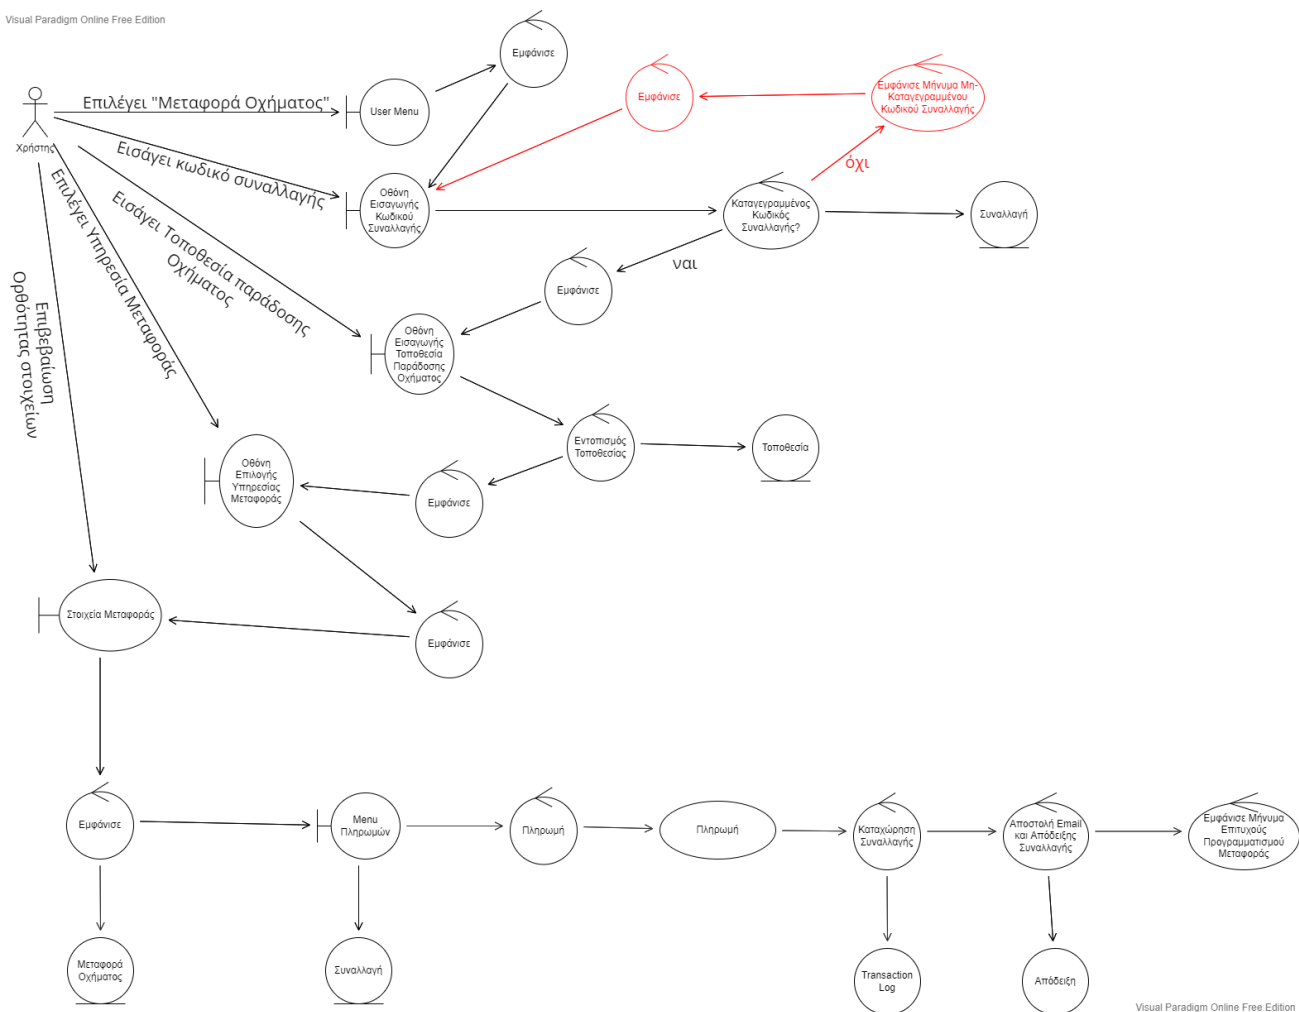 Visual Paradigm Online Free Edition
Εμφάνισε
Επιλέγει "Μεταφορά Οχήματος"
User Menu
Εμφάνισε
Εμφάνισε Μήνυμα Μη-
Καταγεγραμμένου
Κωδικού Συναλλαγής
Χρήστης
Εισάγει κωδικό συναλλαγής
όχι
Οθόνη
Εισαγωγής
Κωδικού
Συναλλαγής
Καταγεγραμμένος
Κωδικός
Συναλλαγής?
Συναλλαγή
Επιλέγει Υπηρεσία Μεταφοράς
Εισάγει Τοποθεσία παράδοσης
Οχήματος
ναι
Εμφάνισε
Επιβεβαίωση
Ορθότητας στοιχείων
Οθόνη
Εισαγωγής
Τοποθεσία
Παράδοσης
Οχήματος
Εντοπισμός
Τοποθεσίας
Τοποθεσία
Οθόνη
Επιλογής
Υπηρεσίας
Μεταφοράς
Εμφάνισε
Στοιχεία Μεταφοράς
Εμφάνισε
Εμφάνισε
Menu
Πληρωμών
Πληρωμή
Πληρωμή
Καταχώρηση
Συναλλαγής
Αποστολή Email
και Απόδειξης
Συναλλαγής
Εμφάνισε Μήνυμα
Επιτυχούς
Προγραμματισμού
Μεταφοράς
Μεταφορά
Οχήματος
Συναλλαγή
Transaction
Log
Απόδειξη
Visual Paradigm Online Free Edition